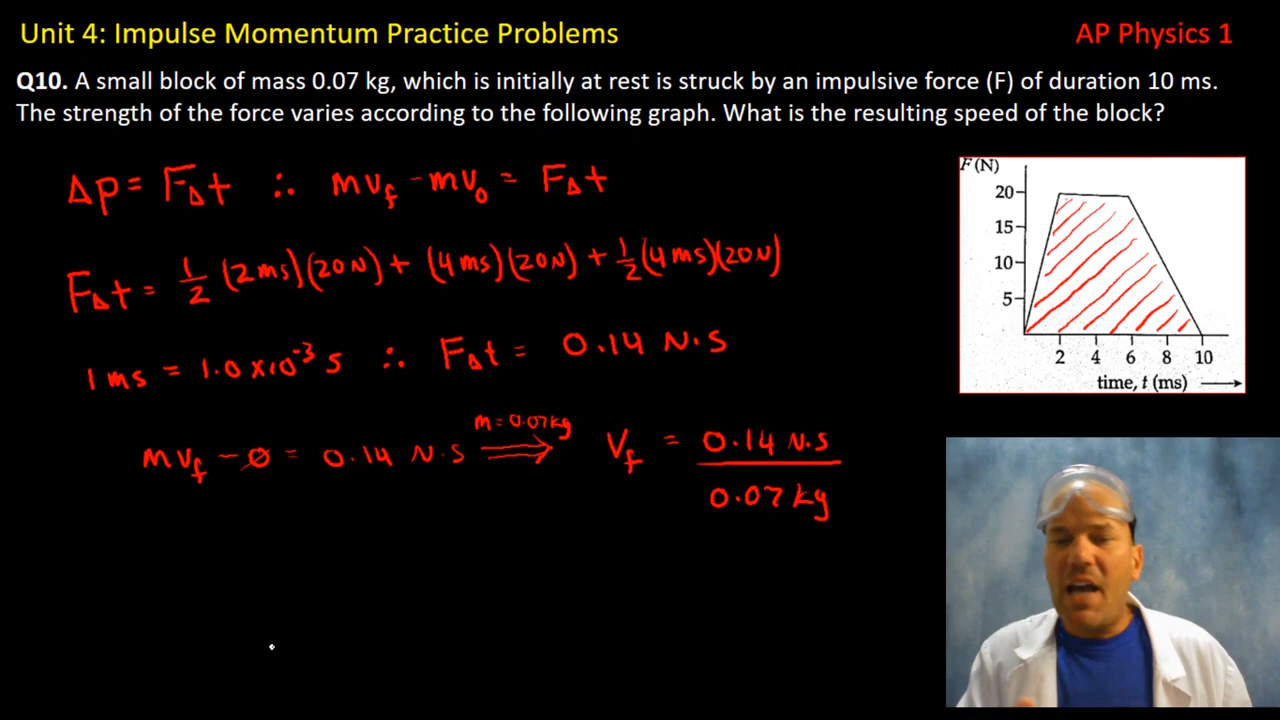 Unit 4: Impulse Momentum Practice Problems
AP Physics 1
Q10. A small block of mass 0.07 kg, which is initially at rest is struck by an impulsive force (F) of duration 10 ms.
The strength of the force varies according to the following graph. What is the resulting speed of the block?
Δp = FΔt ∴ mvf - mv0 = FΔt
FΔt = 1/2 (2ms)(20N) + (4ms)(20N) + 1/2 (4ms)(20N)
1 ms = 1.0 x10^-3 s ∴ FΔt = 0.14 N·s
mvf - 0 = 0.14 N·s ⟹ m = 0.07kg Vf = 0.14 N·s / 0.07 kg
F (N)
20
15
10
5
2 4 6 8 10
time, t (ms)